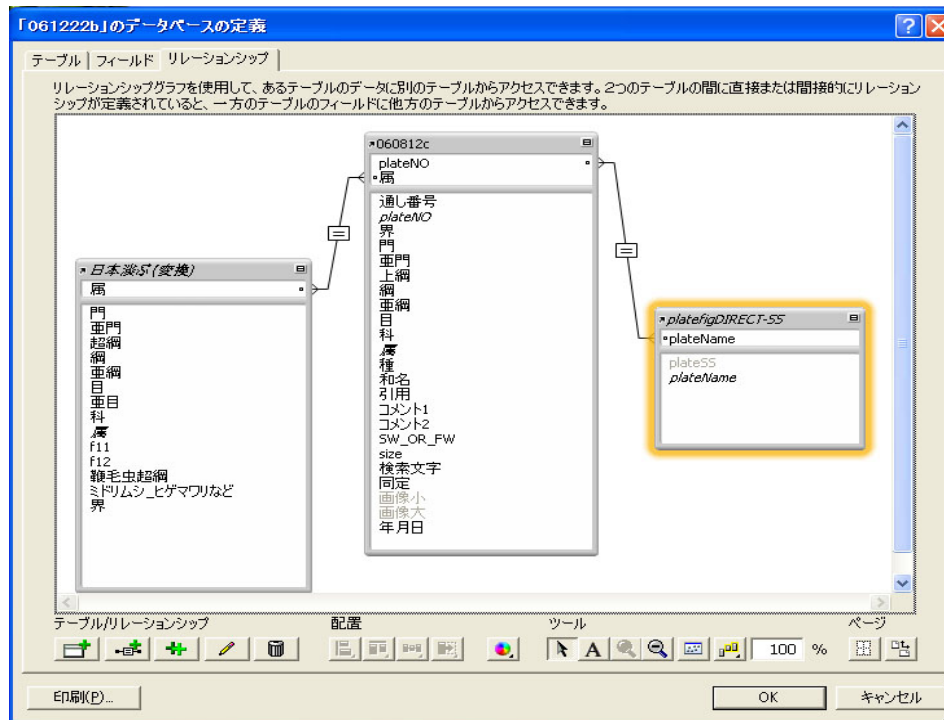 「061222b」のデータベースの定義
テーブル フィールド リレーションシップ
リレーションシップグラフを使用して、あるテーブルのデータに別のテーブルからアクセスできます。2つのテーブルの間に直接または間接的にリレーション
シップが定義されていると、一方のテーブルのフィールドに他方のテーブルからアクセスできます。
060812c
plateNO
属
通し番号
plateNO
界
門
亜門
上綱
綱
亜綱
目
科
属
種
和名
引用
コメント1
コメント2
SW_OR_FW
size
検索文字
同定
画像小
画像大
年月日
日本淡ぷ(変換)
属
門
亜門
超綱
綱
亜綱
目
亜目
科
属
f11
f12
鞭毛虫超綱
ミドリムシ_ヒゲマワリなど
界
platefigDIRECT-SS
plateName
plateSS
plateName
テーブル/リレーションシップ 配置 ツール ページ
A 100 %
印刷(P)... OK キャンセル